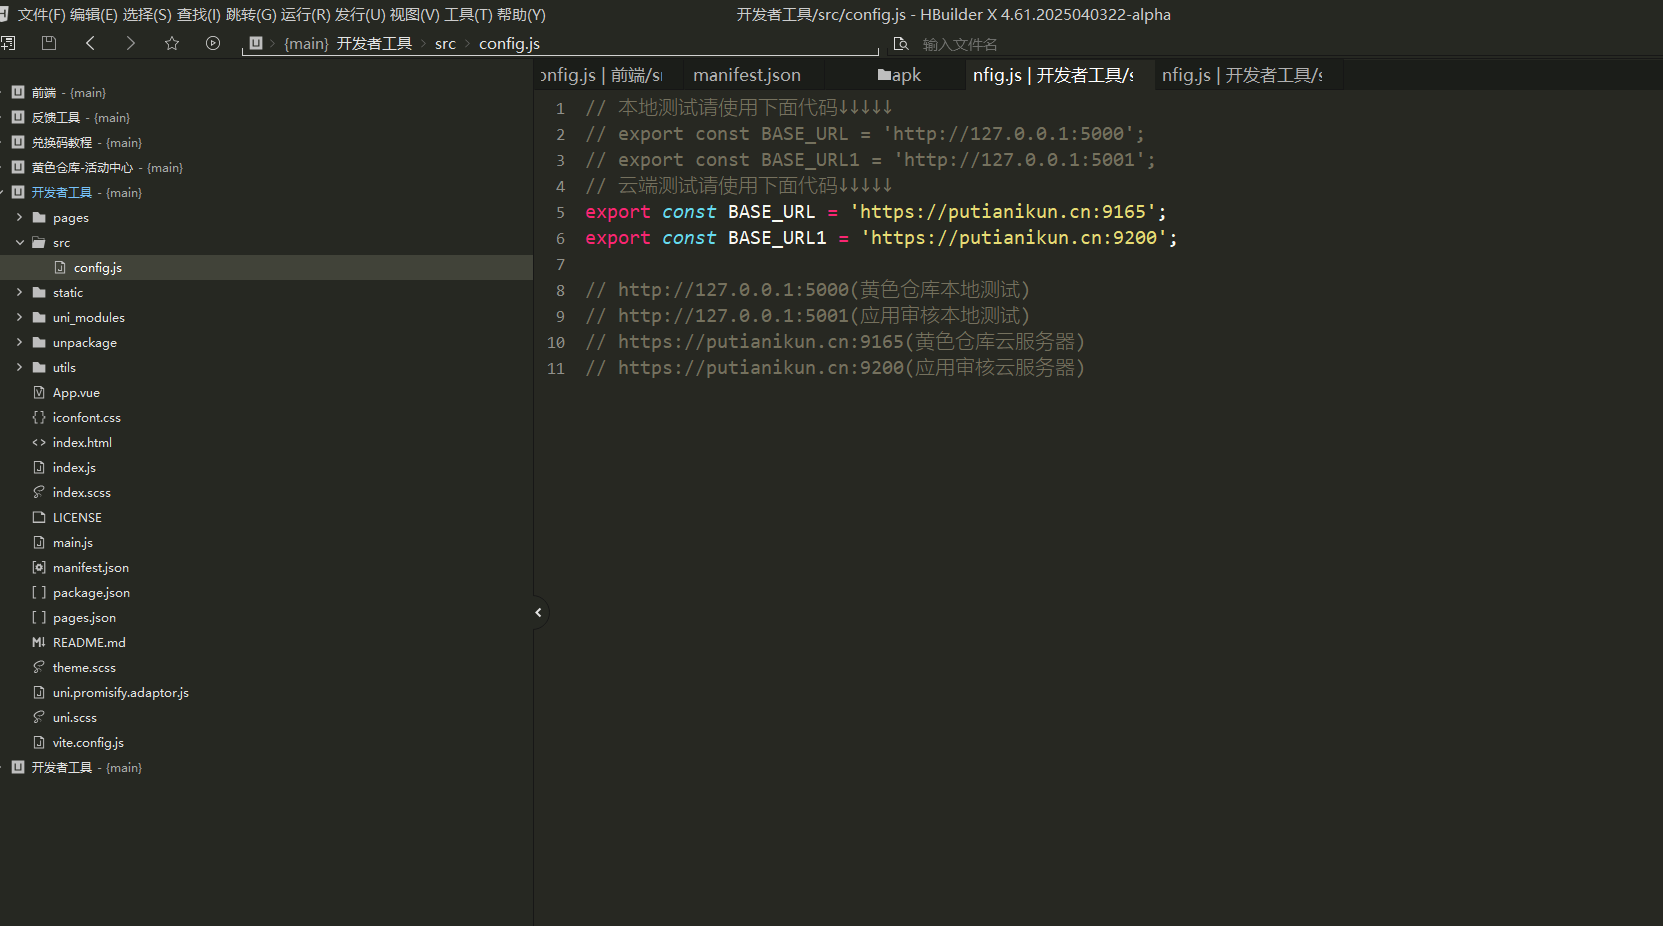 文件(F) 编辑(E) 选择(S) 查找(I) 跳转(G) 运行(R) 发行(U) 视图(V) 工具(T) 帮助(Y)
开发者工具/src/config.js - HBuilder X 4.61.2025040322-alpha
{main} 开发者工具 src config.js
输入文件名
前端 - {main}
反馈工具 - {main}
兑换码教程 - {main}
黄色仓库-活动中心 - {main}
开发者工具 - {main}
pages
src
config.js
static
uni_modules
unpackage
utils
App.vue
iconfont.css
index.html
index.js
index.scss
LICENSE
main.js
manifest.json
package.json
pages.json
README.md
theme.scss
uni.promisify.adaptor.js
uni.scss
vite.config.js
开发者工具 - {main}
onfig.js | 前端/sr manifest.json apk nfig.js | 开发者工具/s nfig.js | 开发者工具/s
1 // 本地测试请使用下面代码↓↓↓↓↓
2 // export const BASE_URL = 'http://127.0.0.1:5000';
3 // export const BASE_URL1 = 'http://127.0.0.1:5001';
4 // 云端测试请使用下面代码↓↓↓↓↓
5 export const BASE_URL = 'https://putianikun.cn:9165';
6 export const BASE_URL1 = 'https://putianikun.cn:9200';
7
8 // http://127.0.0.1:5000(黄色仓库本地测试)
9 // http://127.0.0.1:5001(应用审核本地测试)
10 // https://putianikun.cn:9165(黄色仓库云服务器)
11 // https://putianikun.cn:9200(应用审核云服务器)